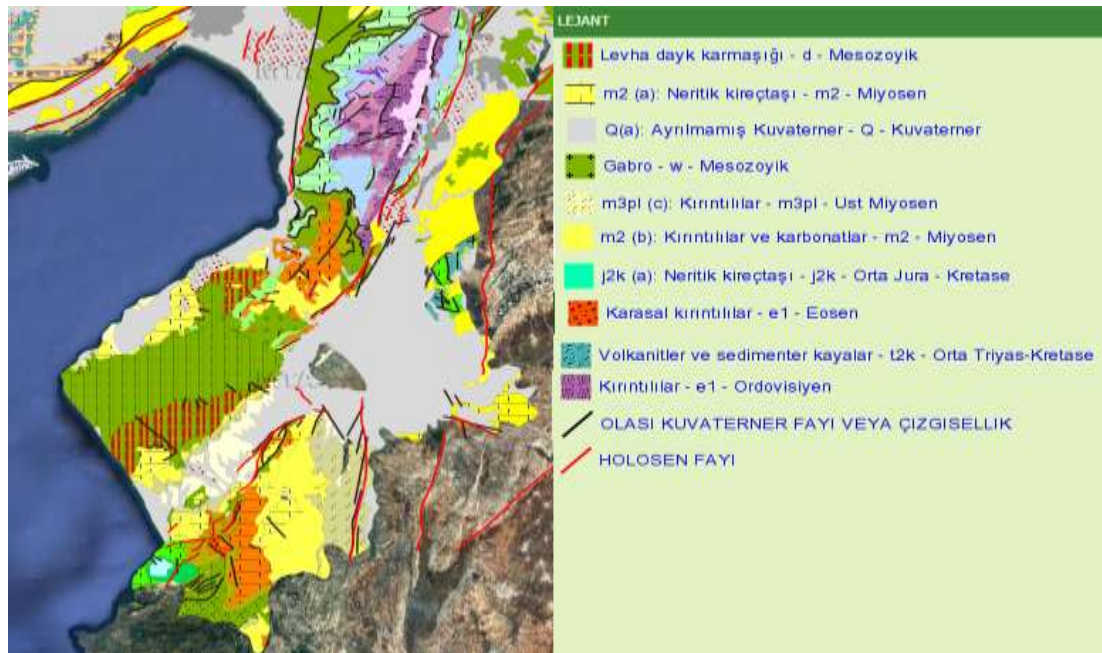 LEJANT
Levha dayk karmaşığı - d - Mesozoyik
m2 (a): Neritik kireçtaşı - m2 - Miyosen
Q(a): Ayrılmamış Kuvaterner - Q - Kuvaterner
Gabro - w - Mesozoyik
m3pl (c): Kırıntılılar - m3pl - Ust Miyosen
m2 (b): Kırıntılılar ve karbonatlar - m2 - Miyosen
j2k (a): Neritik kireçtaşı - j2k - Orta Jura - Kretase
Karasal kırıntılılar - e1 - Eosen
Volkanitler ve sedimenter kayalar - t2k - Orta Triyas-Kretase
Kırıntılılar - e1 - Ordovisiyen
OLASI KUVATERNER FAYI VEYA ÇIZGISELLIK
HOLOSEN FAYI